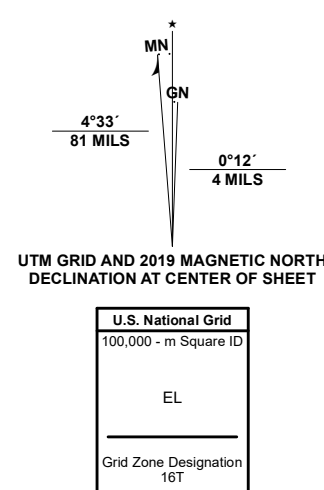 ★
MN
GN
4°33´
81 MILS
0°12´
4 MILS
UTM GRID AND 2019 MAGNETIC NORTH
DECLINATION AT CENTER OF SHEET
U.S. National Grid
100,000 - m Square ID
EL
Grid Zone Designation
16T